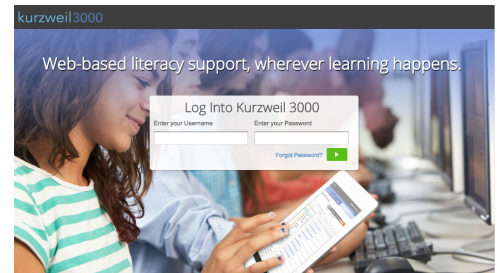 kurzweil3000
Web-based literacy support, wherever learning happens.
Log Into Kurzweil 3000
Enter your Username
Enter your Password
Forgot Password?